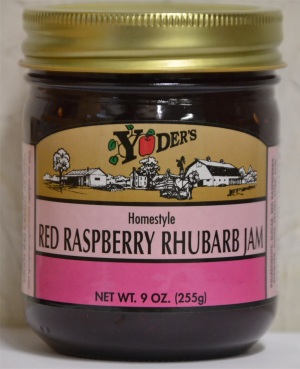 YODER'S
Homestyle
RED RASPBERRY RHUBARB JAM
NET WT. 9 OZ. (255g)